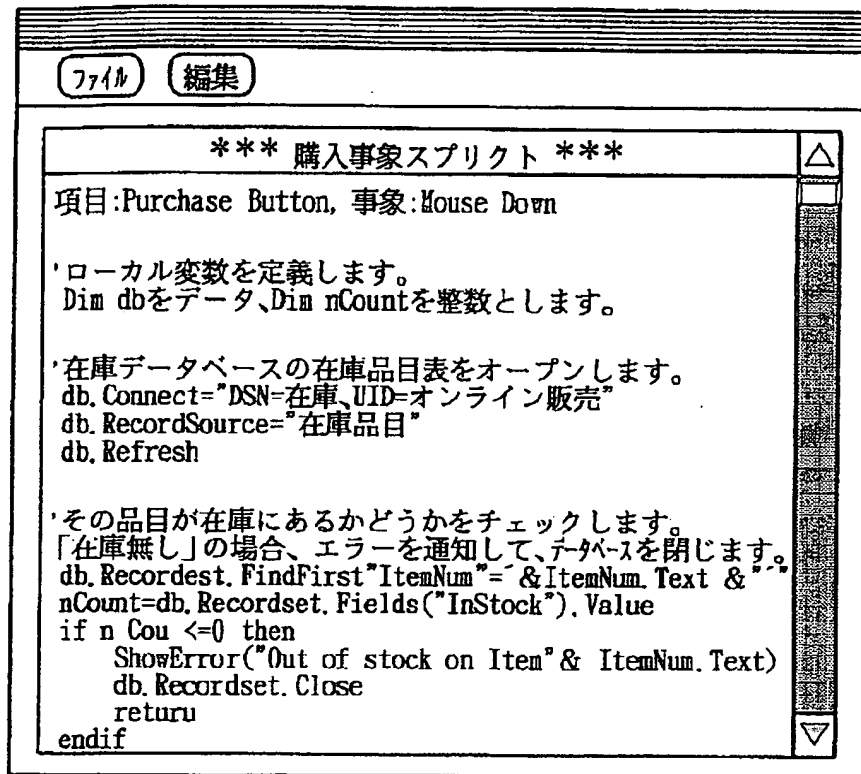 ファイル 編集
*** 購入事象スプリクト ***
項目:Purchase Button, 事象:Mouse Down
'ローカル変数を定義します。
Dim dbをデータ、Dim nCountを整数とします。
'在庫データベースの在庫品目表をオープンします。
db.Connect="DSN=在庫、UID=オンライン販売"
db.RecordSource="在庫品目"
db.Refresh
'その品目が在庫にあるかどうかをチェックします。
「在庫無し」の場合、エラーを通知して、データベースを閉じます。
db.Recordest.FindFirst"ItemNum"=´&ItemNum.Text &"´"
nCount=db.Recordset.Fields("InStock").Value
if n Cou <=0 then
ShowError("Out of stock on Item"& ItemNum.Text)
db.Recordset.Close
returu
endif